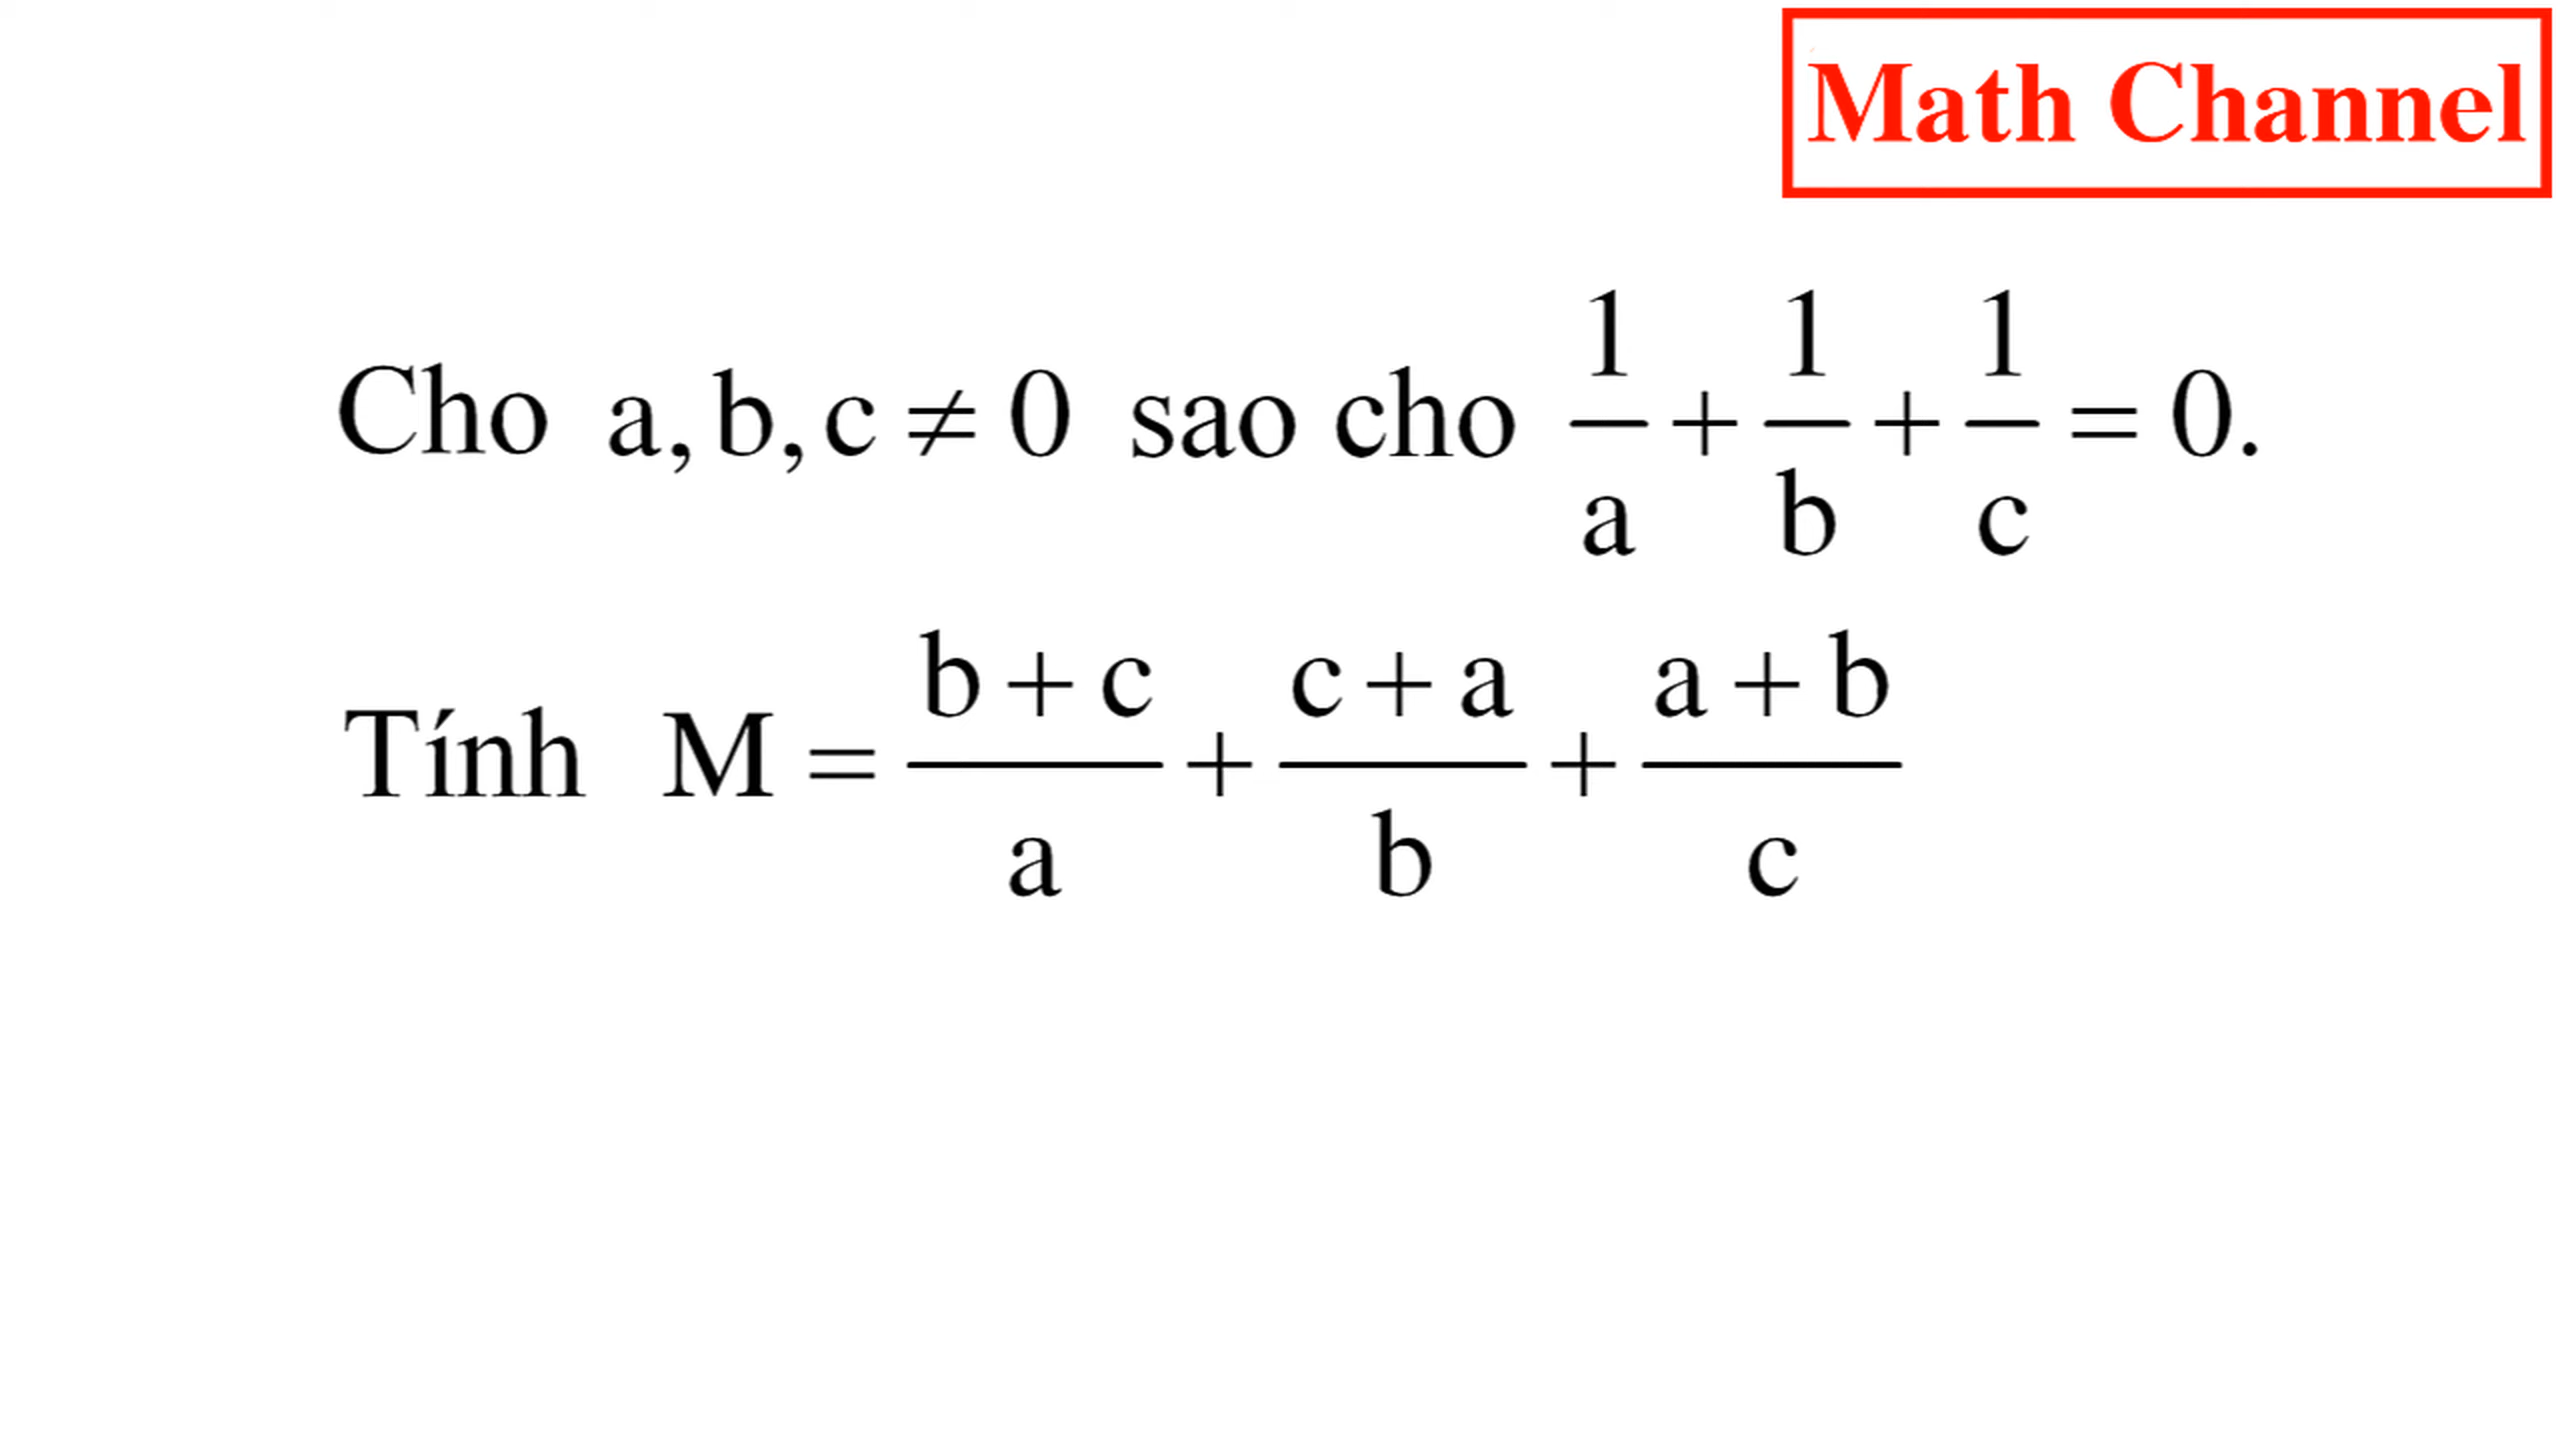 Math Channel
Cho a, b, c ≠ 0 sao cho 1/a + 1/b + 1/c = 0.
Tính M = (b + c)/a + (c + a)/b + (a + b)/c